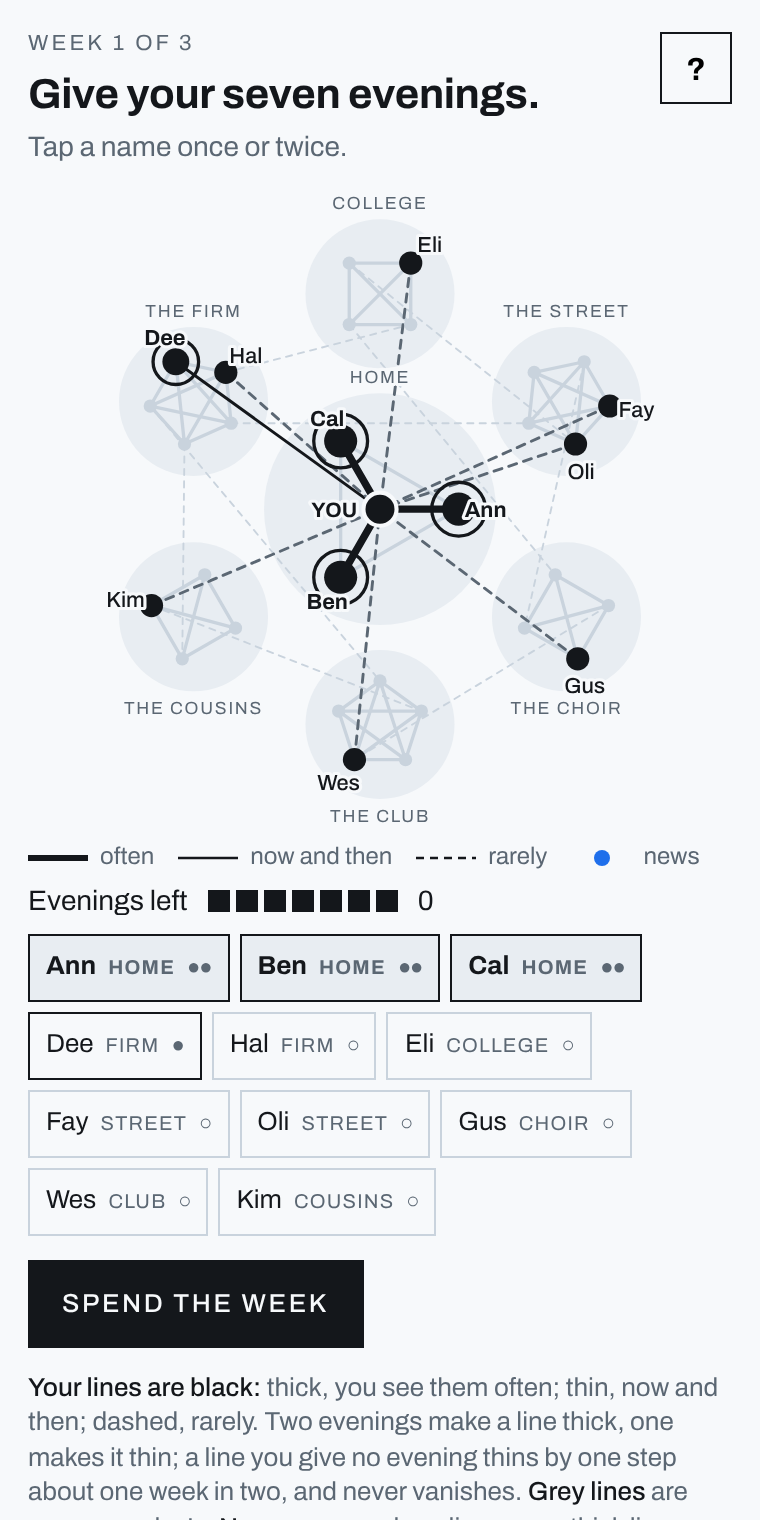 WEEK 1 OF 3
?
Give your seven evenings.
Tap a name once or twice.
COLLEGE
Eli
THE FIRM
THE STREET
Dee
Hal
HOME
Fay
Cal
Oli
YOU
Ann
Ben
Kim
Gus
THE COUSINS
THE CHOIR
Wes
THE CLUB
often now and then rarely news
Evenings left 0
Ann HOME
Ben HOME
Cal HOME
Dee FIRM
Hal FIRM
Eli COLLEGE
Fay STREET
Oli STREET
Gus CHOIR
Wes CLUB
Kim COUSINS
SPEND THE WEEK
Your lines are black: thick, you see them often; thin, now and
then; dashed, rarely. Two evenings make a line thick, one
makes it thin; a line you give no evening thins by one step
about one week in two, and never vanishes. Grey lines are